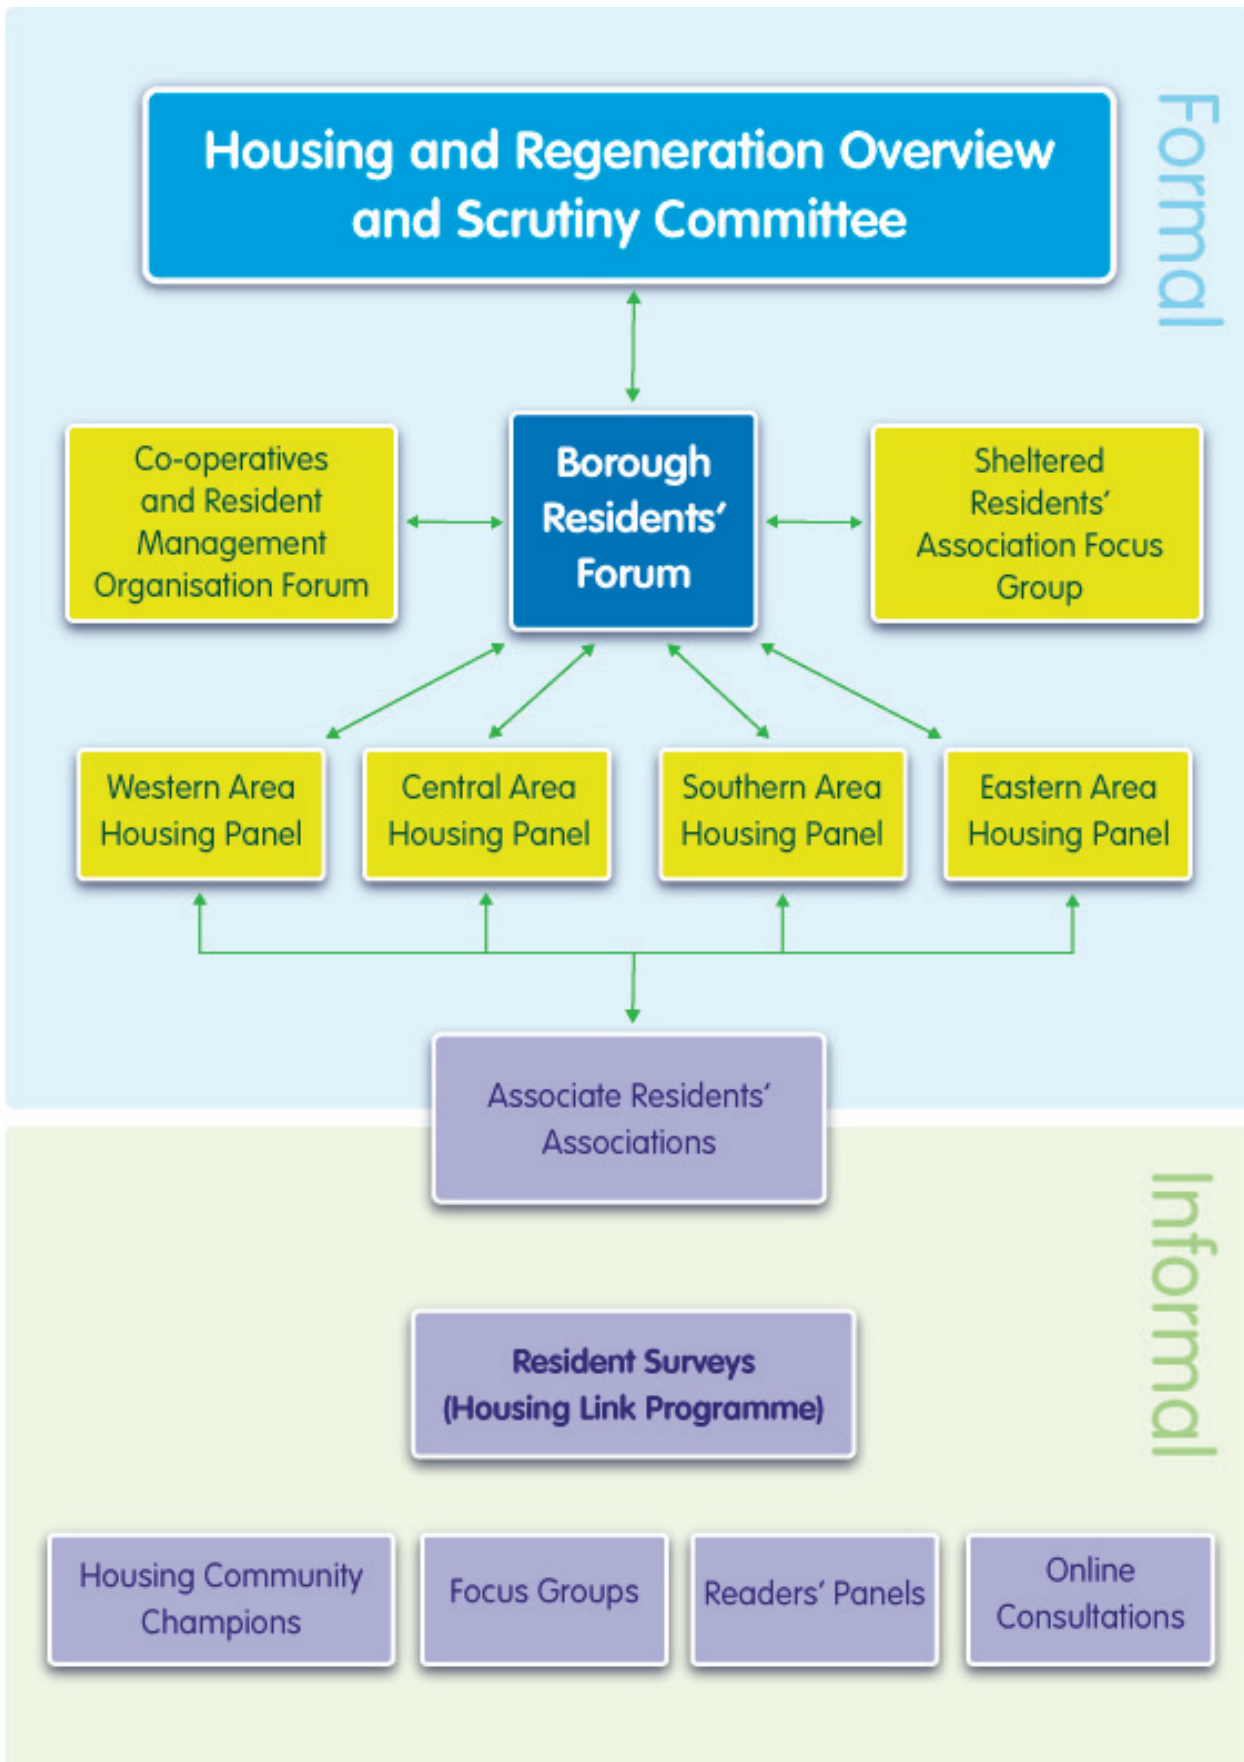 Formal
Housing and Regeneration Overview
and Scrutiny Committee
Co-operatives
and Resident
Management
Organisation Forum
Borough
Residents’
Forum
Sheltered
Residents’
Association Focus
Group
Western Area
Housing Panel
Central Area
Housing Panel
Southern Area
Housing Panel
Eastern Area
Housing Panel
Associate Residents’
Associations
Informal
Resident Surveys
(Housing Link Programme)
Housing Community
Champions
Focus Groups
Readers’ Panels
Online
Consultations